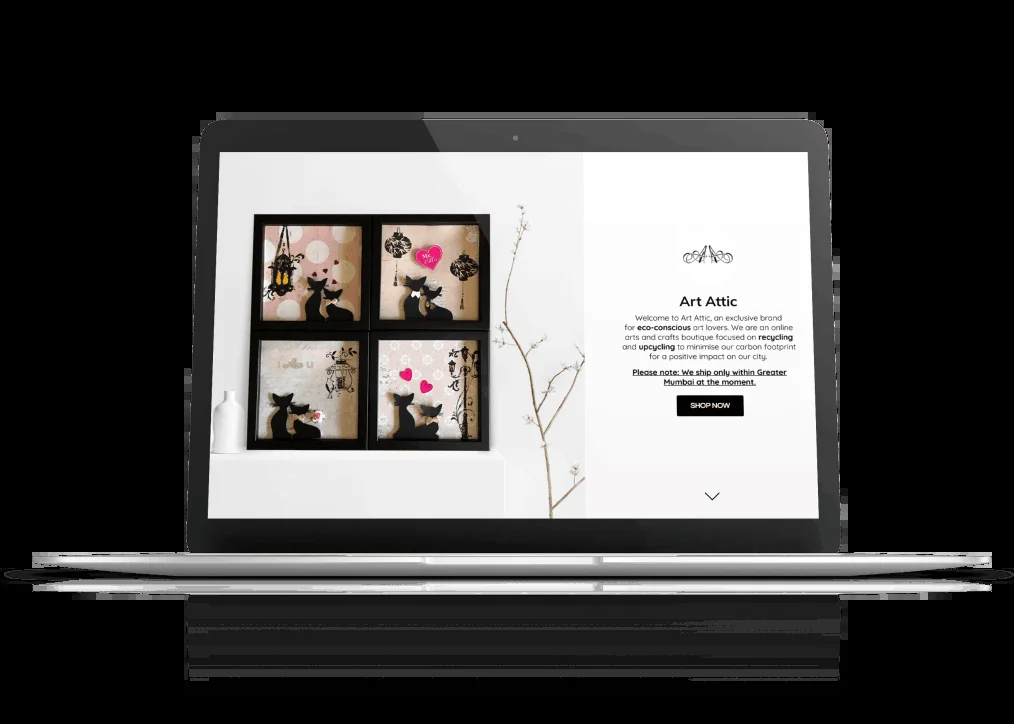 Me
I ♥ U
Art Attic
Welcome to Art Attic, an exclusive brand
for eco-conscious art lovers. We are an online
arts and crafts boutique focused on recycling
and upcycling to minimise our carbon footprint
for a positive impact on our city.
Please note: We ship only within Greater
Mumbai at the moment.
SHOP NOW